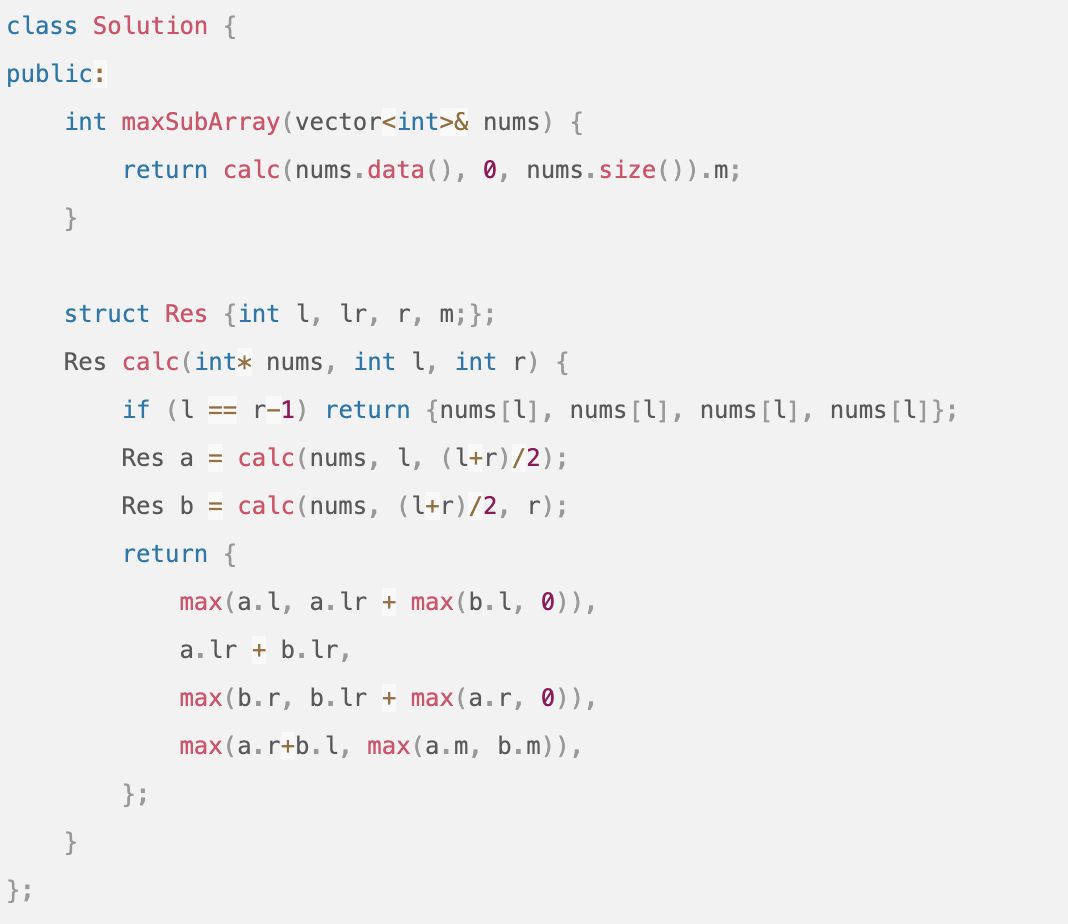 class Solution {
public:
    int maxSubArray(vector<int>& nums) {
        return calc(nums.data(), 0, nums.size()).m;
    }

    struct Res {int l, lr, r, m;};
    Res calc(int* nums, int l, int r) {
        if (l == r-1) return {nums[l], nums[l], nums[l], nums[l]};
        Res a = calc(nums, l, (l+r)/2);
        Res b = calc(nums, (l+r)/2, r);
        return {
            max(a.l, a.lr + max(b.l, 0)),
            a.lr + b.lr,
            max(b.r, b.lr + max(a.r, 0)),
            max(a.r+b.l, max(a.m, b.m)),
        };
    }
};